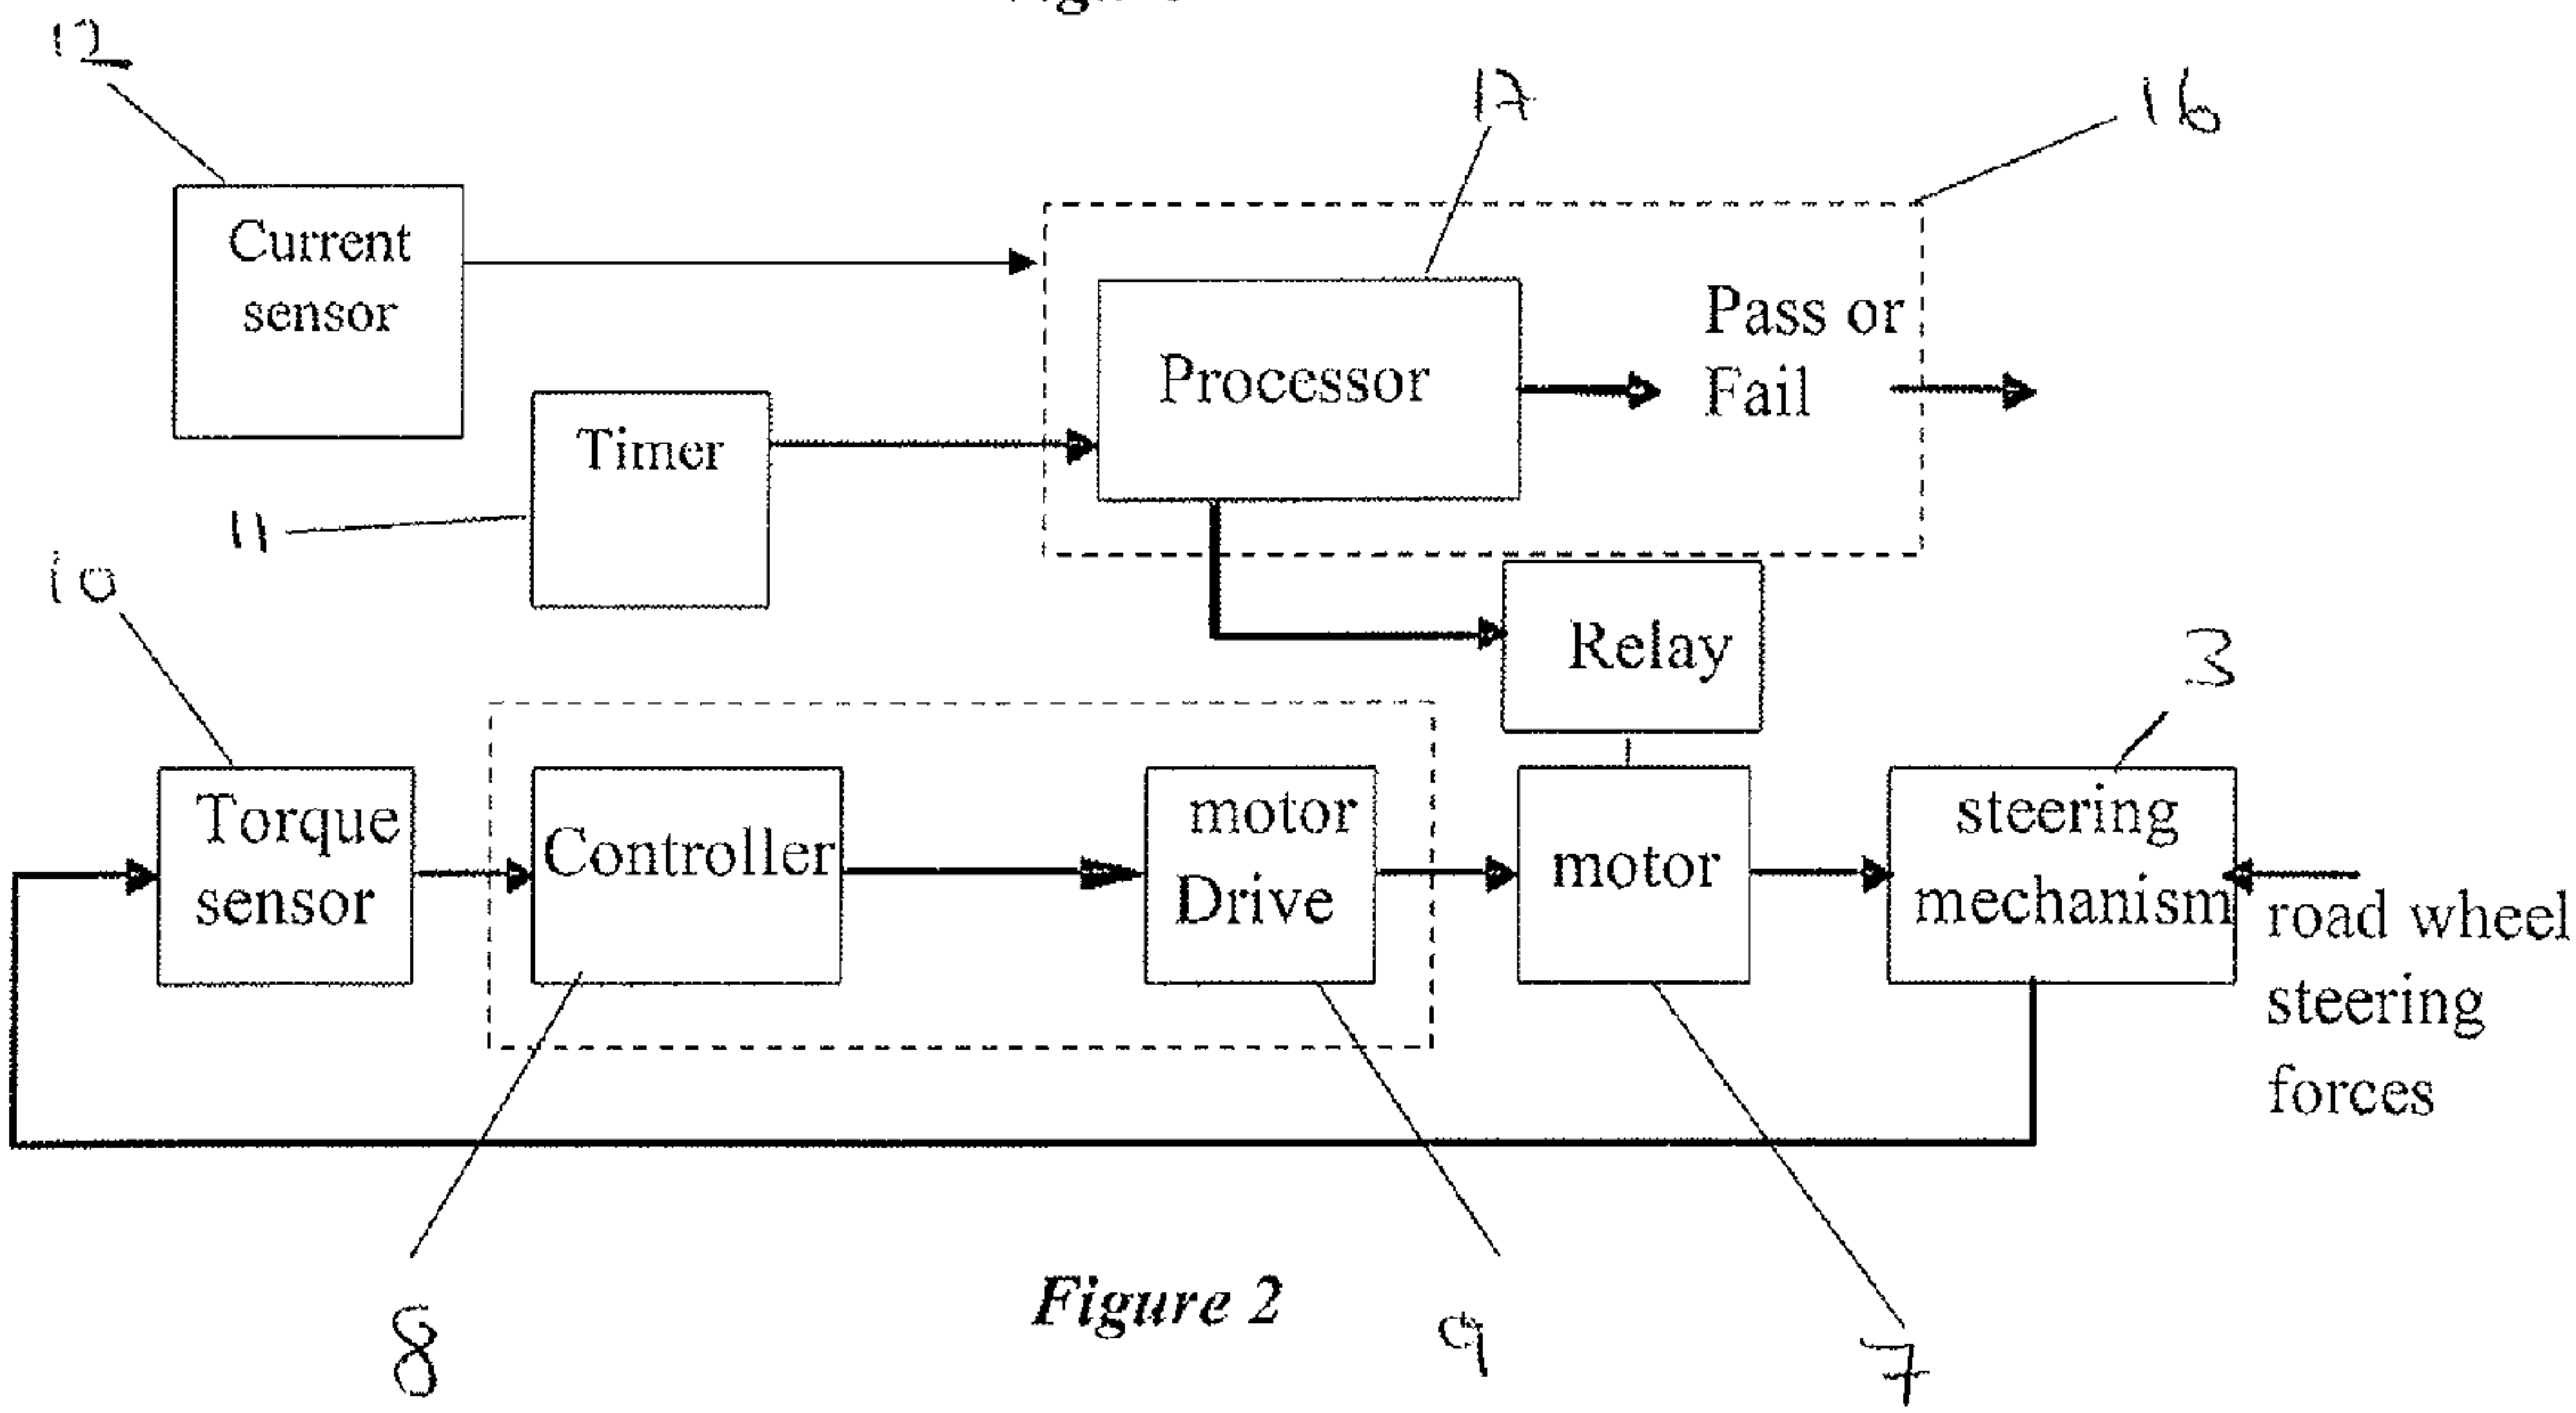 12
17
16
Current
sensor
Pass or
Fail
Processor
Timer
11
10
Relay
3
Torque
sensor
Controller
motor
Drive
motor
steering
mechanism
road wheel
steering
forces
8
Figure 2
9
7